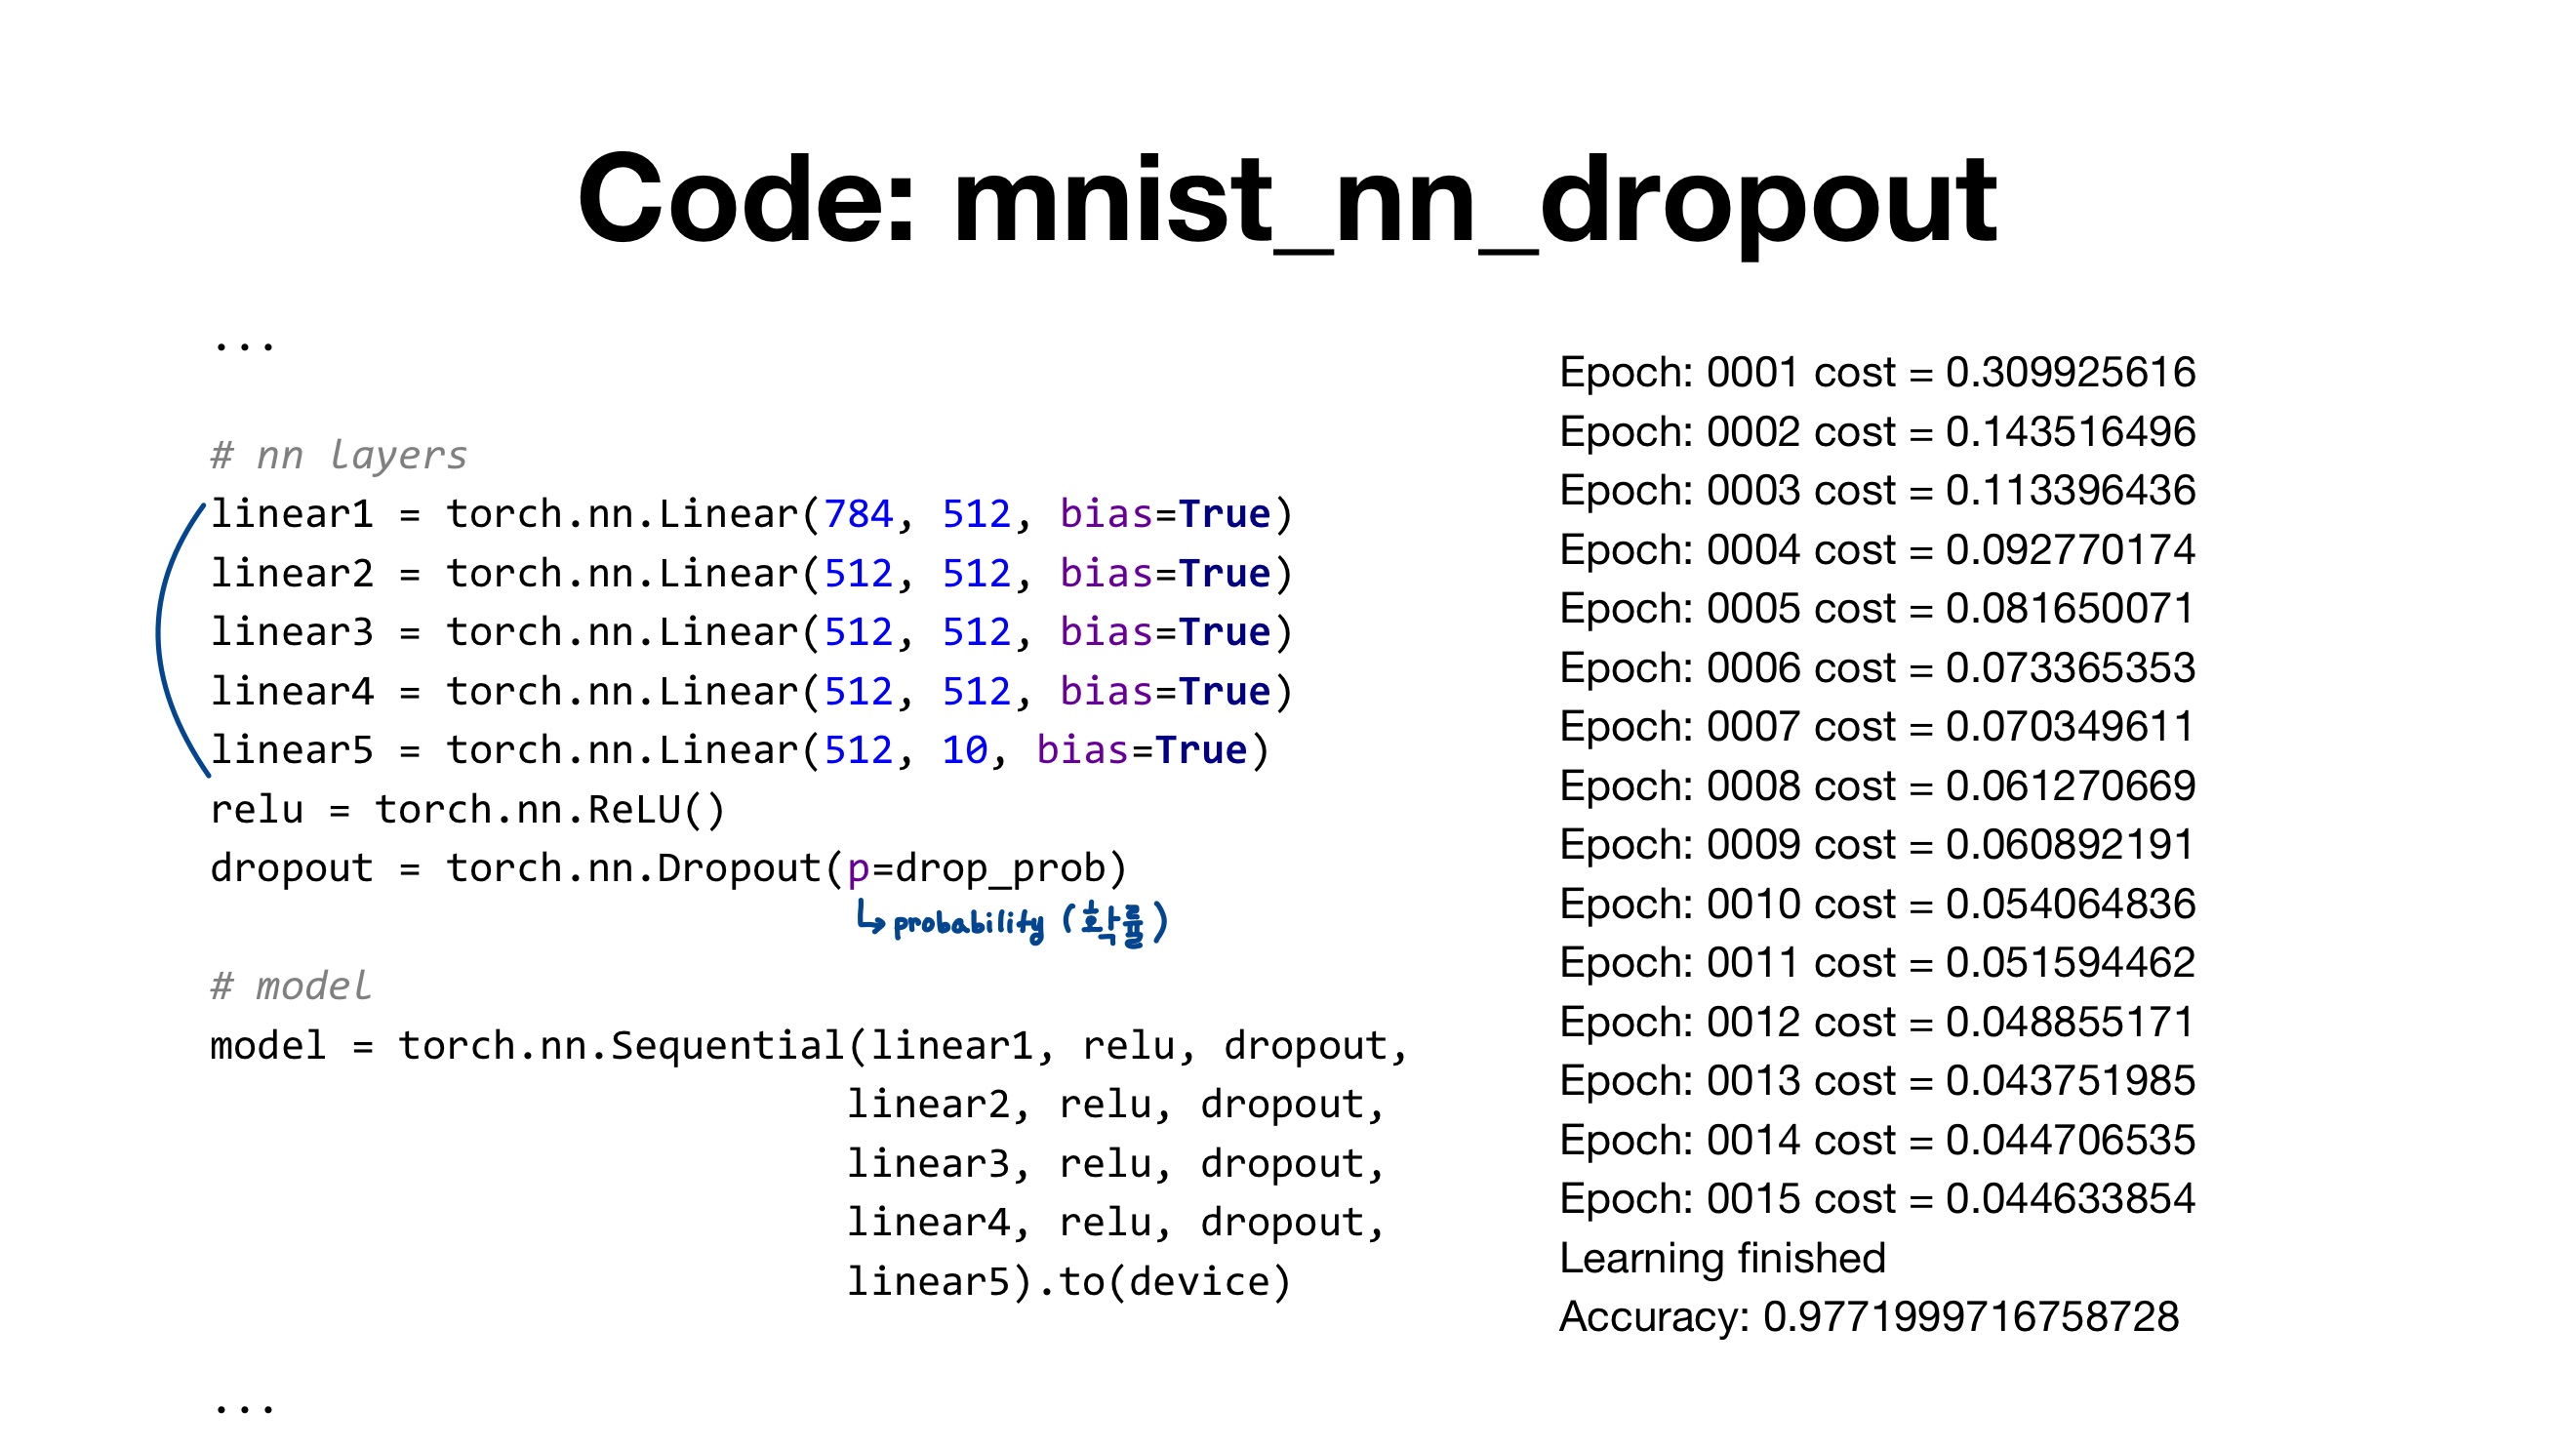 Code: mnist_nn_dropout
...
# nn layers
linear1 = torch.nn.Linear(784, 512, bias=True)
linear2 = torch.nn.Linear(512, 512, bias=True)
linear3 = torch.nn.Linear(512, 512, bias=True)
linear4 = torch.nn.Linear(512, 512, bias=True)
linear5 = torch.nn.Linear(512, 10, bias=True)
relu = torch.nn.ReLU()
dropout = torch.nn.Dropout(p=drop_prob)
↳ probability (확률)
# model
model = torch.nn.Sequential(linear1, relu, dropout,
linear2, relu, dropout,
linear3, relu, dropout,
linear4, relu, dropout,
linear5).to(device)
...
Epoch: 0001 cost = 0.309925616
Epoch: 0002 cost = 0.143516496
Epoch: 0003 cost = 0.113396436
Epoch: 0004 cost = 0.092770174
Epoch: 0005 cost = 0.081650071
Epoch: 0006 cost = 0.073365353
Epoch: 0007 cost = 0.070349611
Epoch: 0008 cost = 0.061270669
Epoch: 0009 cost = 0.060892191
Epoch: 0010 cost = 0.054064836
Epoch: 0011 cost = 0.051594462
Epoch: 0012 cost = 0.048855171
Epoch: 0013 cost = 0.043751985
Epoch: 0014 cost = 0.044706535
Epoch: 0015 cost = 0.044633854
Learning finished
Accuracy: 0.9771999716758728